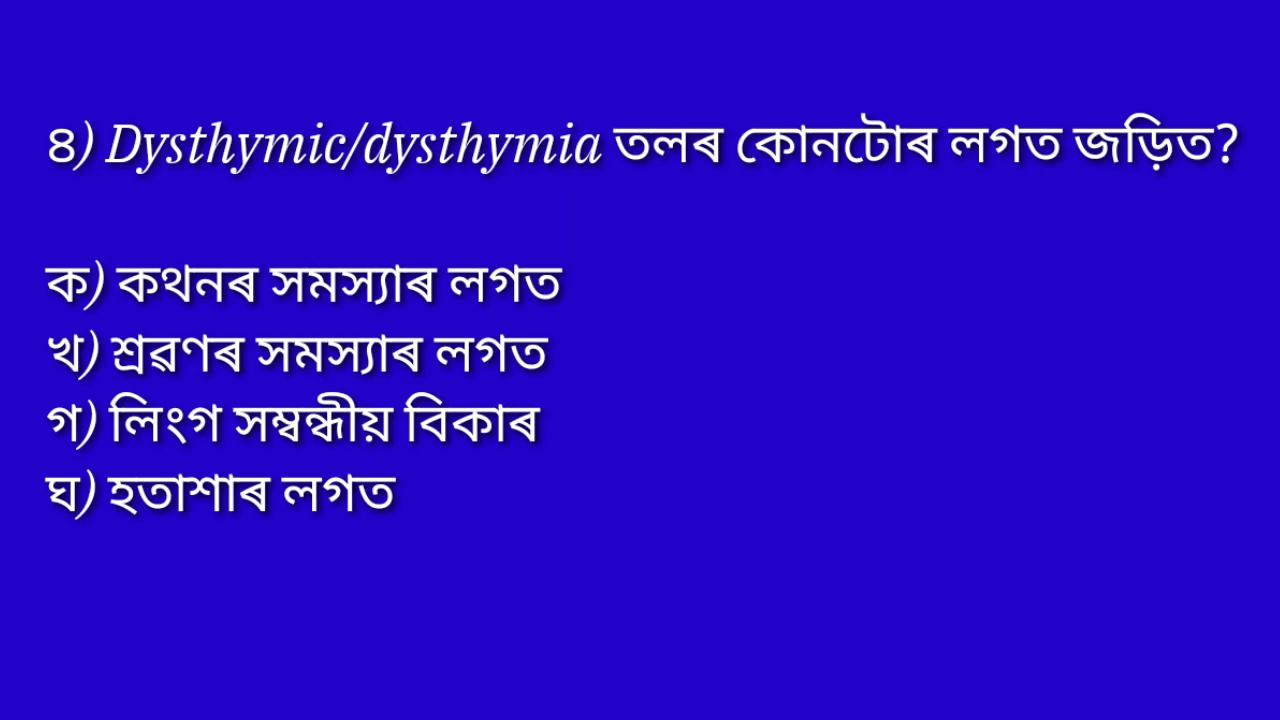 ৪) Dysthymic/dysthymia তলৰ কোনটোৰ লগত জড়িত?
ক) কথনৰ সমস্যাৰ লগত
খ) শ্ৰৱণৰ সমস্যাৰ লগত
গ) লিংগ সম্বন্ধীয় বিকাৰ
ঘ) হতাশাৰ লগত